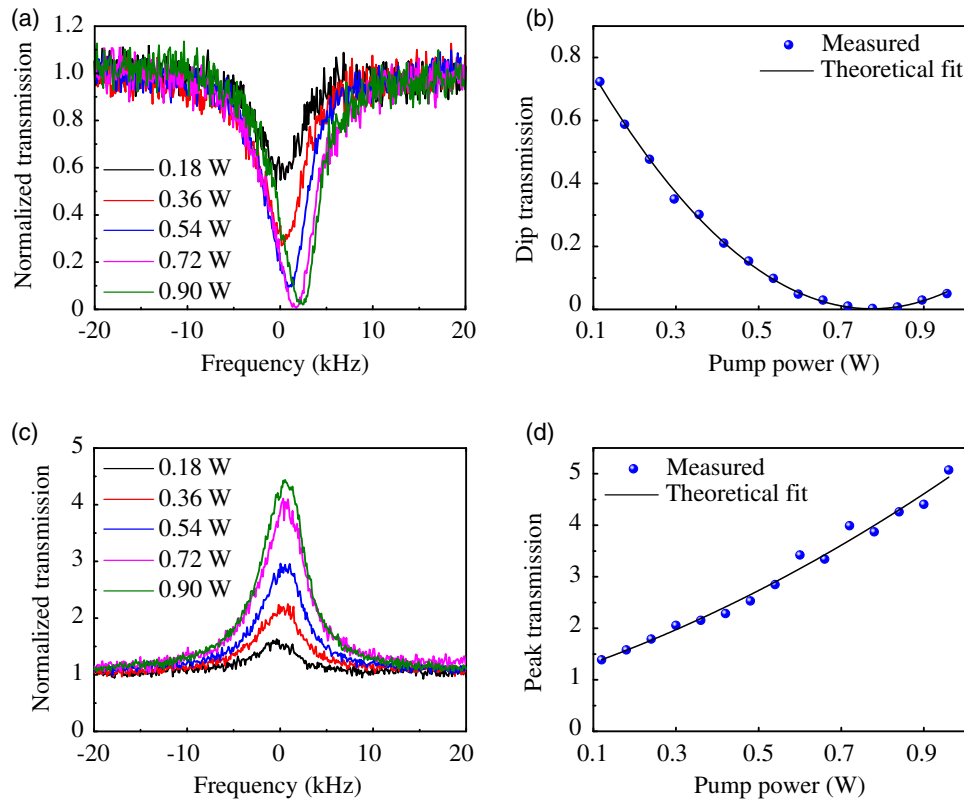 (a)
1.2
1.0
0.8
0.6
0.4
0.2
0
Normalized transmission
0.18 W
0.36 W
0.54 W
0.72 W
0.90 W
-20
-10
0
10
20
Frequency (kHz)
(b)
0.8
0.6
0.4
0.2
0
Dip transmission
Measured
Theoretical fit
0.1
0.3
0.5
0.7
0.9
Pump power (W)
(c)
5
4
3
2
1
0
Normalized transmission
0.18 W
0.36 W
0.54 W
0.72 W
0.90 W
-20
-10
0
10
20
Frequency (kHz)
(d)
5
4
3
2
1
0
Peak transmission
Measured
Theoretical fit
0.1
0.3
0.5
0.7
0.9
Pump power (W)